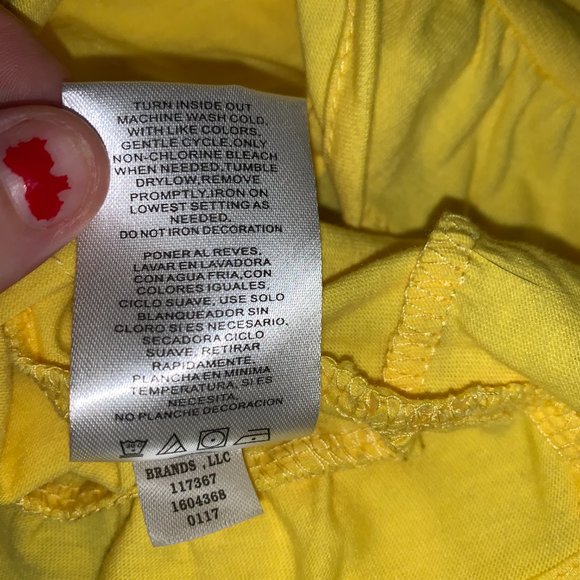 TURN INSIDE OUT
MACHINE WASH COLD,
WITH LIKE COLORS,
GENTLE CYCLE,ONLY
NON-CHLORINE BLEACH
WHEN NEEDED,TUMBLE
DRYLOW,REMOVE
PROMPTLY,IRON ON
LOWEST SETTING AS
NEEDED.
DO NOT IRON DECORATION
PONER AL REVES,
LAVAR EN LAVADORA
CON AGUA FRIA,CON
COLORES IGUALES,
CICLO SUAVE, USE SOLO
BLANQUEADOR SIN
CLORO SI ES NECESARIO,
SECADORA CICLO
SUAVE, RETIRAR
RAPIDAMENTE,
PLANCHA EN MINIMA
TEMPERATURA, SI ES
NECESITA.
NO PLANCHE DECORACION
BRANDS ,LLC
117367
1604368
0117